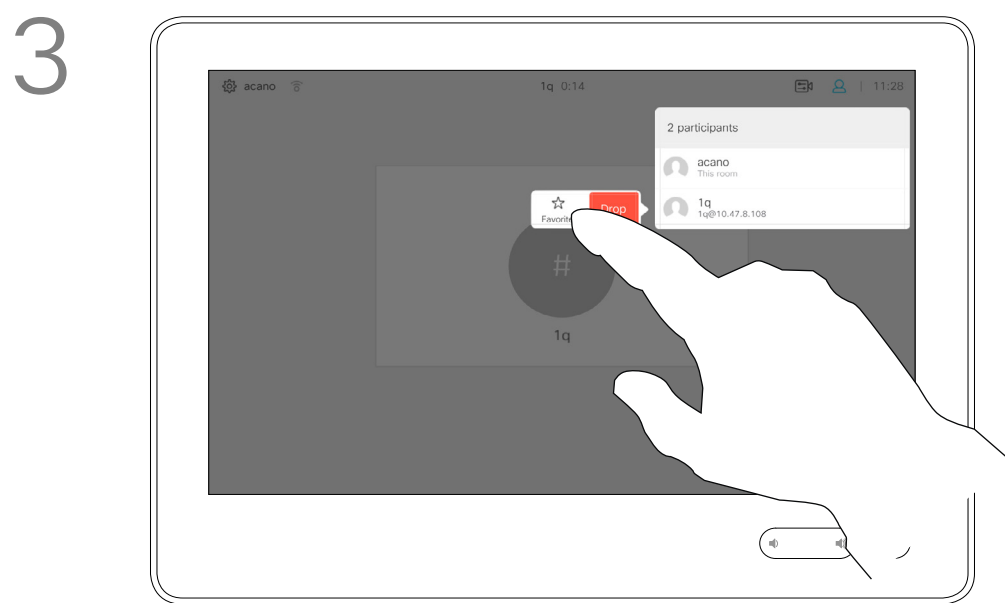 3
acano
1q 0:14
11:28
2 participants
acano
This room
1q
1q@10.47.8.108
Favorite
Drop
#
1q